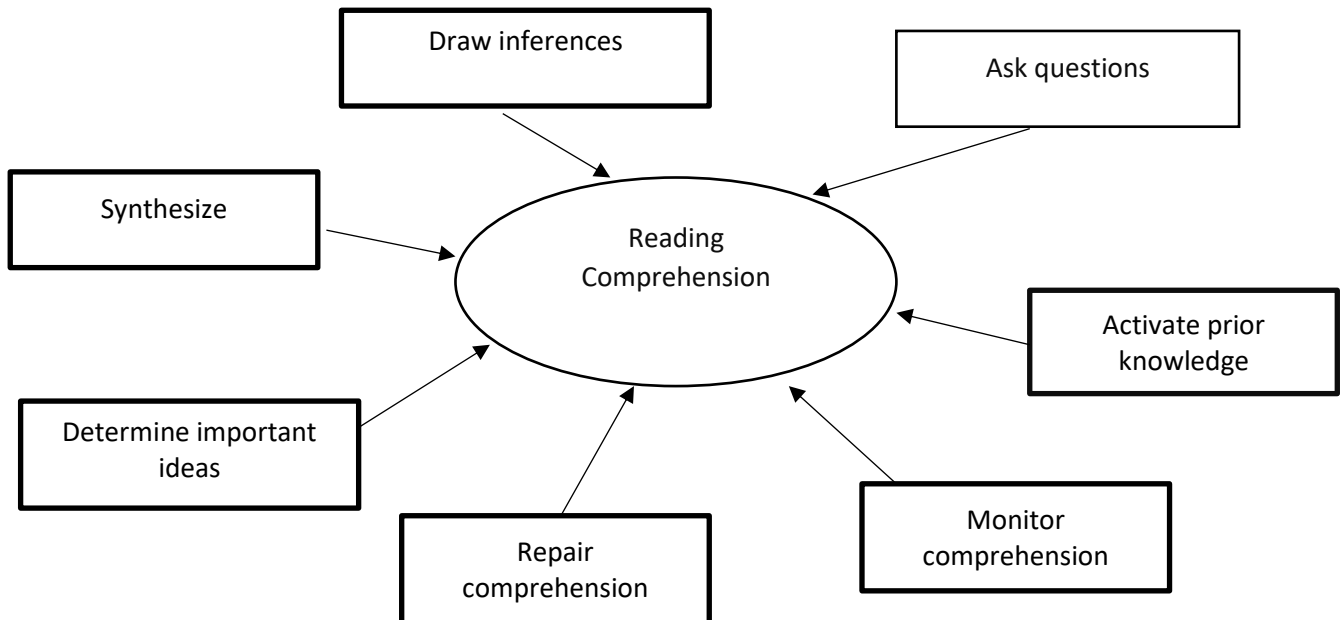 Draw inferences
Ask questions
Synthesize
Reading
Comprehension
Activate prior
knowledge
Determine important
ideas
Monitor
comprehension
Repair
comprehension